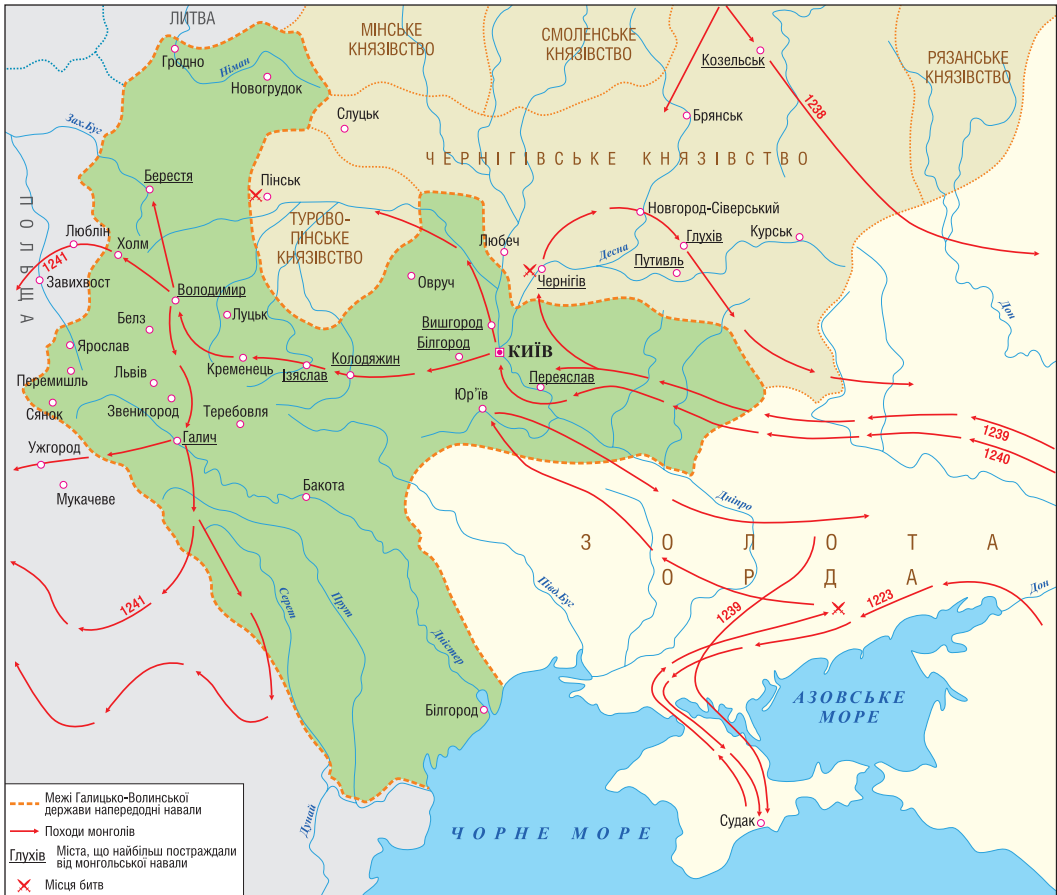 ЛИТВА
Гродно
Німан
Новогрудок
МІНСЬКЕ
КНЯЗІВСТВО
СМОЛЕНСЬКЕ
КНЯЗІВСТВО
Козельськ
РЯЗАНСЬКЕ
КНЯЗІВСТВО
1238
Слуцьк
Брянськ
Зах.Буг
ЧЕРНІГІВСЬКЕ КНЯЗІВСТВО
Берестя
Пінськ
ПОЛЬЩА
ТУРОВО-
ПІНСЬКЕ
КНЯЗІВСТВО
Новгород-Сіверський
Люблін
Холм
1241
Любеч
Десна
Глухів
Курськ
Завихвост
Овруч
Чернігів
Путивль
Дон
Володимир
Белз
Луцьк
Вишгород
Білгород
КИЇВ
Ярослав
Кременець
Ізяслав
Колодяжин
Переяслав
Перемишль
Львів
Юр'їв
Сянок
Звенигород
Теребовля
Галич
Ужгород
1239
1240
Мукачеве
Бакота
Дніпро
ЗОЛОТА
ОРДА
Півд.Буг
1241
Серет
Прут
Дністер
1239
1223
Дон
Білгород
АЗОВСЬКЕ
МОРЕ
Дунай
ЧОРНЕ МОРЕ
Судак
Межі Галицько-Волинської
держави напередодні навали
Походи монголів
Глухів Міста, що найбільш постраждали
від монгольської навали
Місця битв